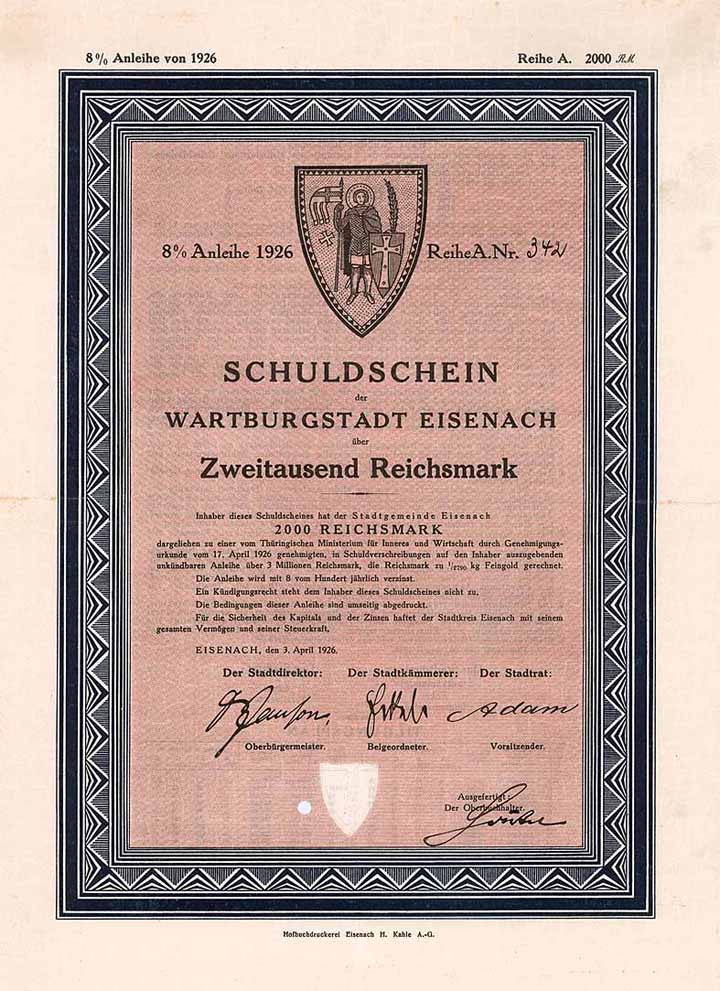 8% Anleihe von 1926 Reihe A. 2000 RM
8% Anleihe 1926 Reihe A. Nr. 342
SCHULDSCHEIN
der
WARTBURGSTADT EISENACH
über
Zweitausend Reichsmark
Inhaber dieses Schuldscheines hat der Stadtgemeinde Eisenach
2000 REICHSMARK
dargeliehen zu einer vom Thüringischen Ministerium für Inneres und Wirtschaft durch Genehmigungs-
urkunde vom 17. April 1926 genehmigten, in Schuldverschreibungen auf den Inhaber auszugebenden
unkündbaren Anleihe über 3 Millionen Reichsmark, die Reichsmark zu 1/2790 kg Feingold gerechnet.
Die Anleihe wird mit 8 vom Hundert jährlich verzinst.
Ein Kündigungsrecht steht dem Inhaber dieses Schuldscheines nicht zu.
Die Bedingungen dieser Anleihe sind umseitig abgedruckt.
Für die Sicherheit des Kapitals und der Zinsen haftet der Stadtkreis Eisenach mit seinem
gesamten Vermögen und seiner Steuerkraft.
EISENACH, den 3. April 1926.
Der Stadtdirektor: Der Stadtkämmerer: Der Stadtrat:
Adam
Oberbürgermeister. Beigeordneter. Vorsitzender.
Ausgefertigt:
Der Oberbuchhalter.
Hofbuchdruckerei Eisenach H. Kahle A.-G.